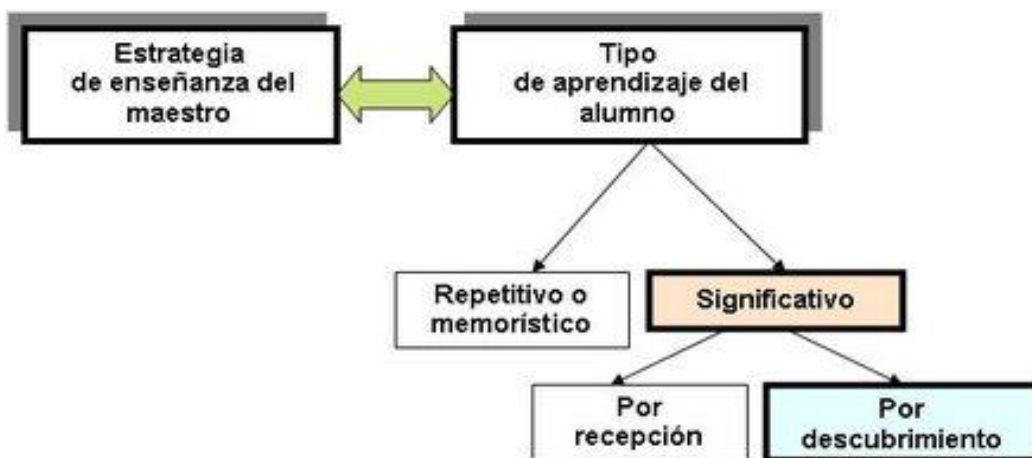 Estrategia
de enseñanza del
maestro
Tipo
de aprendizaje del
alumno
Repetitivo o
memorístico
Significativo
Por
recepción
Por
descubrimiento